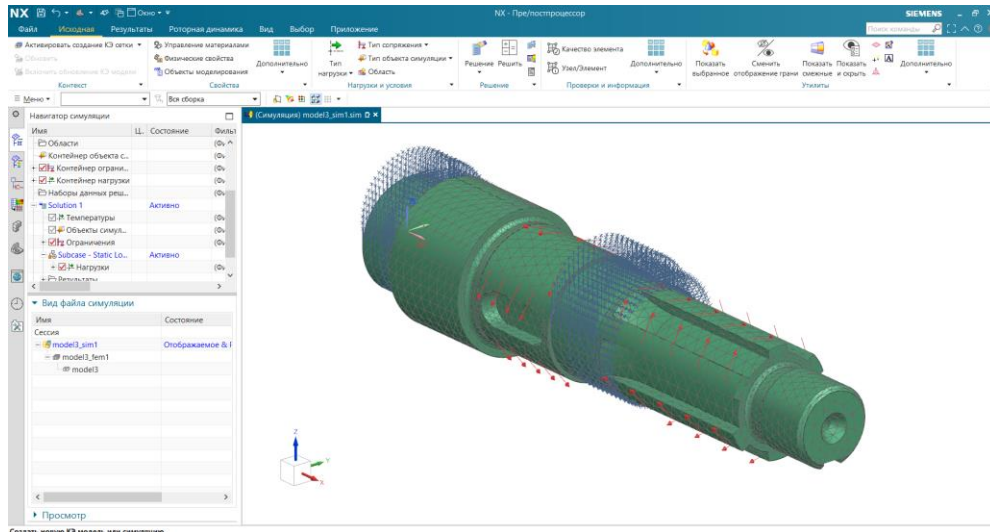 NX Окно NX - Пре/постпроцессор SIEMENS
Файл Исходная Результаты Роторная динамика Вид Выбор Приложение Поиск команды
Активировать создание КЭ сетки Управление материалами Дополнительно Тип нагрузки Тип сопряжения Решение Решить Качество элемента Дополнительно Показать выбранное Сменить отображение грани Показать смежные Показать и скрыть Дополнительно
Обновить Физические свойства Тип объекта симуляции Узел/Элемент
Включить обновление КЭ модели Объекты моделирования Область
Контекст Свойства Нагрузки и условия Решение Проверки и информация Утилиты
Меню Вся сборка
Навигатор симуляции (Симуляция) model3_sim1.sim
Имя Ц.. Состояние Фильт
Области
Контейнер объекта с...
Контейнер ограни...
Контейнер нагрузки
Наборы данных реш...
Solution 1 Активно
Температуры
Объекты симул...
Ограничения
Subcase - Static Lo... Активно
Нагрузки
Результаты
Вид файла симуляции
Имя Состояние
Сессия
model3_sim1 Отображаемое &
model3_fem1
model3
Z
Y
X
Просмотр
Создать новую КЭ модель или симуляцию